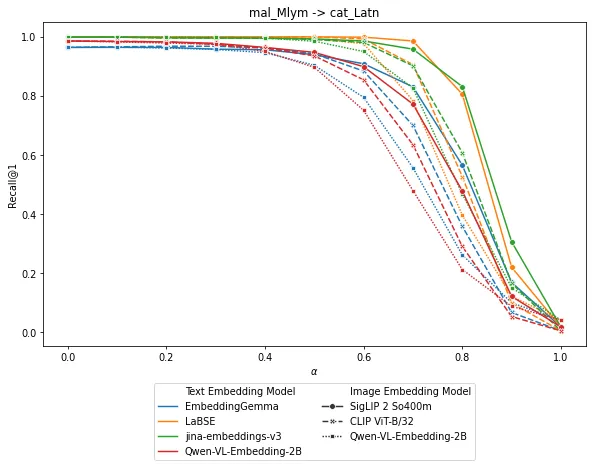 mal_Mlym -> cat_Latn
1.0
0.8
0.6
0.4
0.2
0.0
Recall@1
0.0 0.2 0.4 0.6 0.8 1.0
α
Text Embedding Model Image Embedding Model
EmbeddingGemma SigLIP 2 So400m
LaBSE CLIP ViT-B/32
jina-embeddings-v3 Qwen-VL-Embedding-2B
Qwen-VL-Embedding-2B